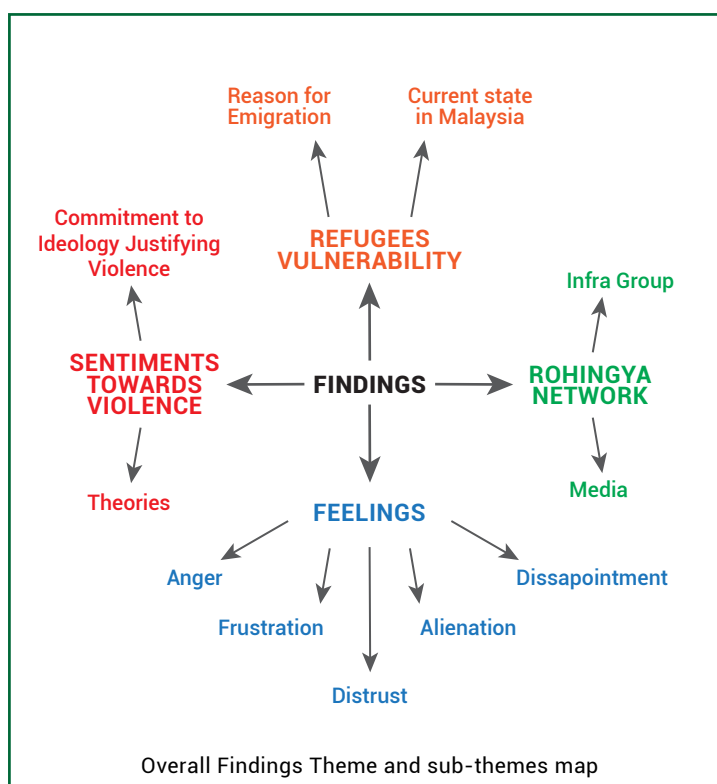 Reason for
Emigration
Current state
in Malaysia
REFUGEES
VULNERABILITY
Commitment to
Ideology Justifying
Violence
SENTIMENTS
TOWARDS
VIOLENCE
Theories
FINDINGS
Infra Group
ROHINGYA
NETWORK
Media
FEELINGS
Anger
Frustration
Distrust
Alienation
Dissapointment
Overall Findings Theme and sub-themes map